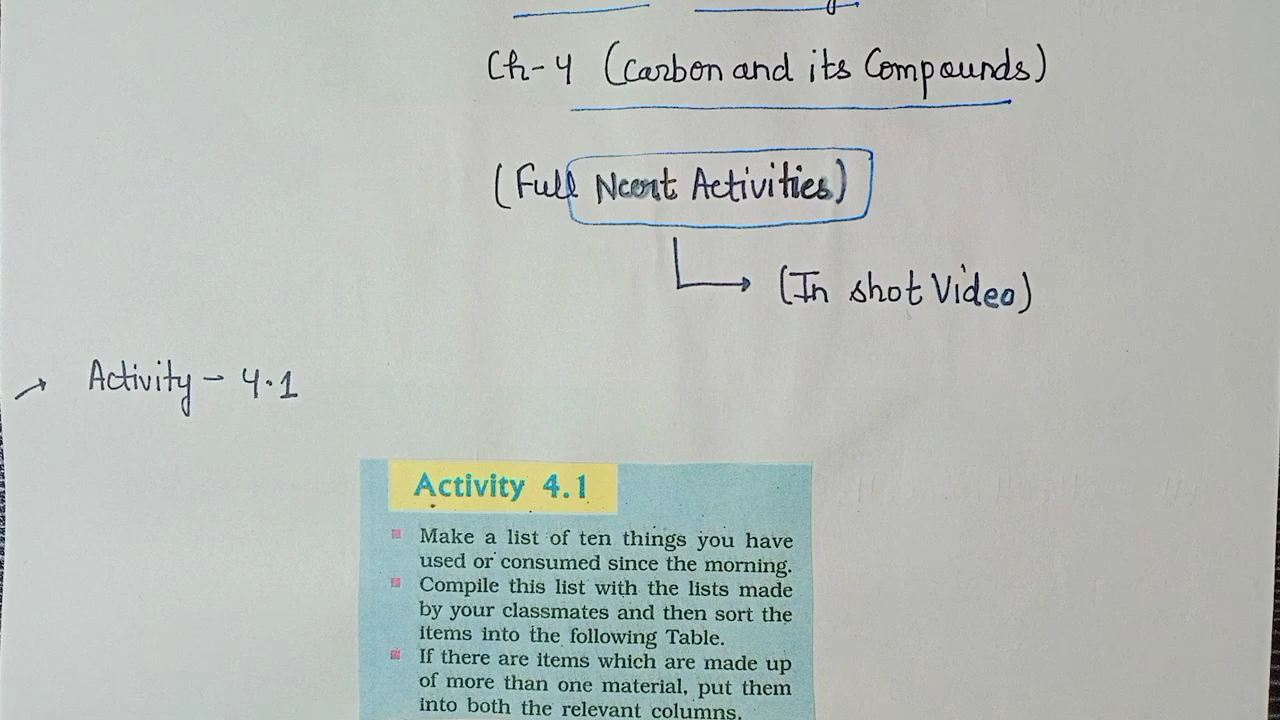 Ch-4 (Carbon and its Compounds)
(Full Ncert Activities)
(In shot Video)
Activity - 4.1
Activity 4.1
Make a list of ten things you have
used or consumed since the morning.
Compile this list with the lists made
by your classmates and then sort the
items into the following Table.
If there are items which are made up
of more than one material, put them
into both the relevant columns.